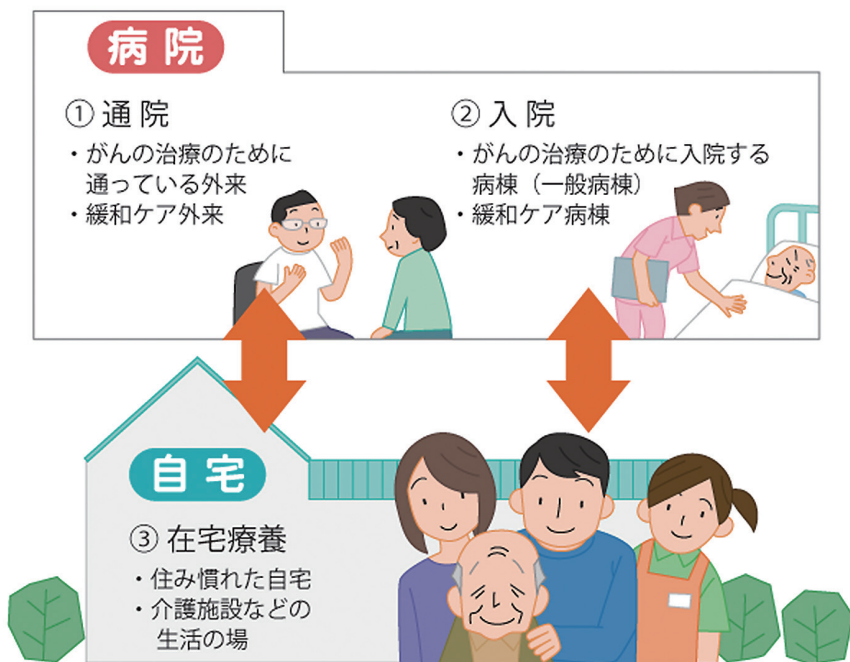 病院
① 通院
・がんの治療のために
通っている外来
・緩和ケア外来
② 入院
・がんの治療のために入院する
病棟（一般病棟）
・緩和ケア病棟
自宅
③ 在宅療養
・住み慣れた自宅
・介護施設などの
生活の場